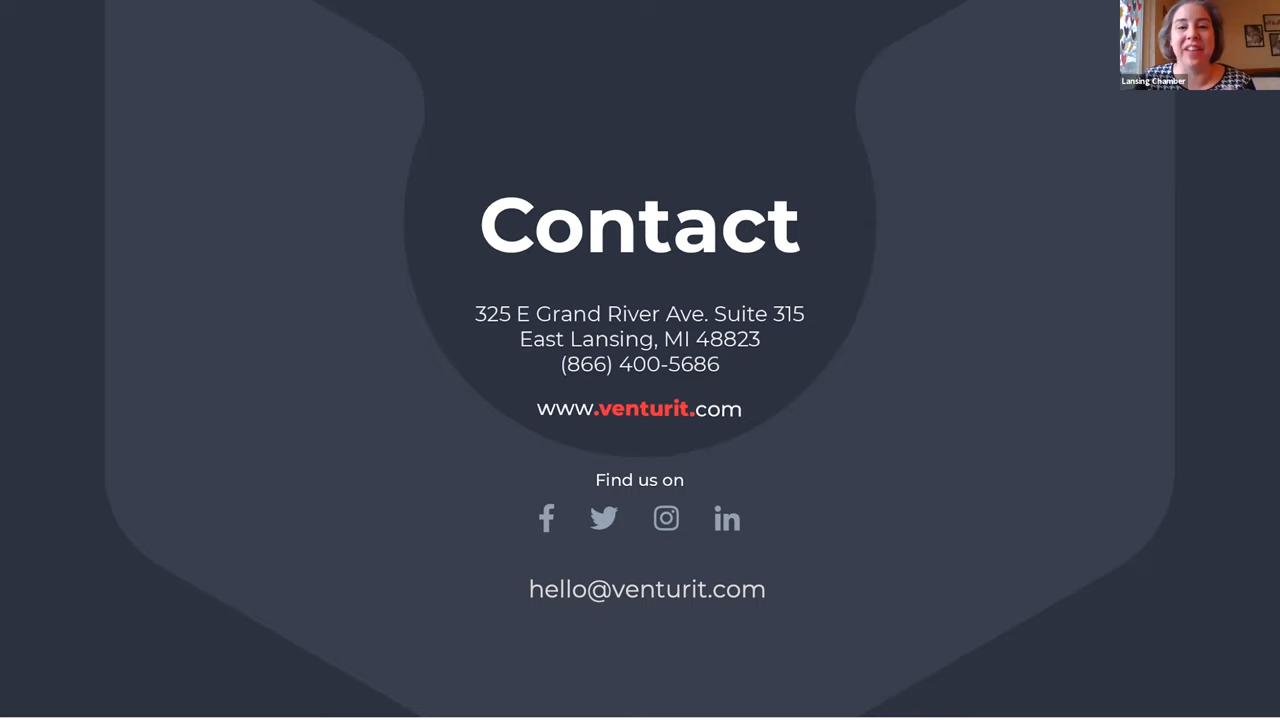 Lansing Chamber
Contact
325 E Grand River Ave. Suite 315
East Lansing, MI 48823
(866) 400-5686
www.venturit.com
Find us on
hello@venturit.com